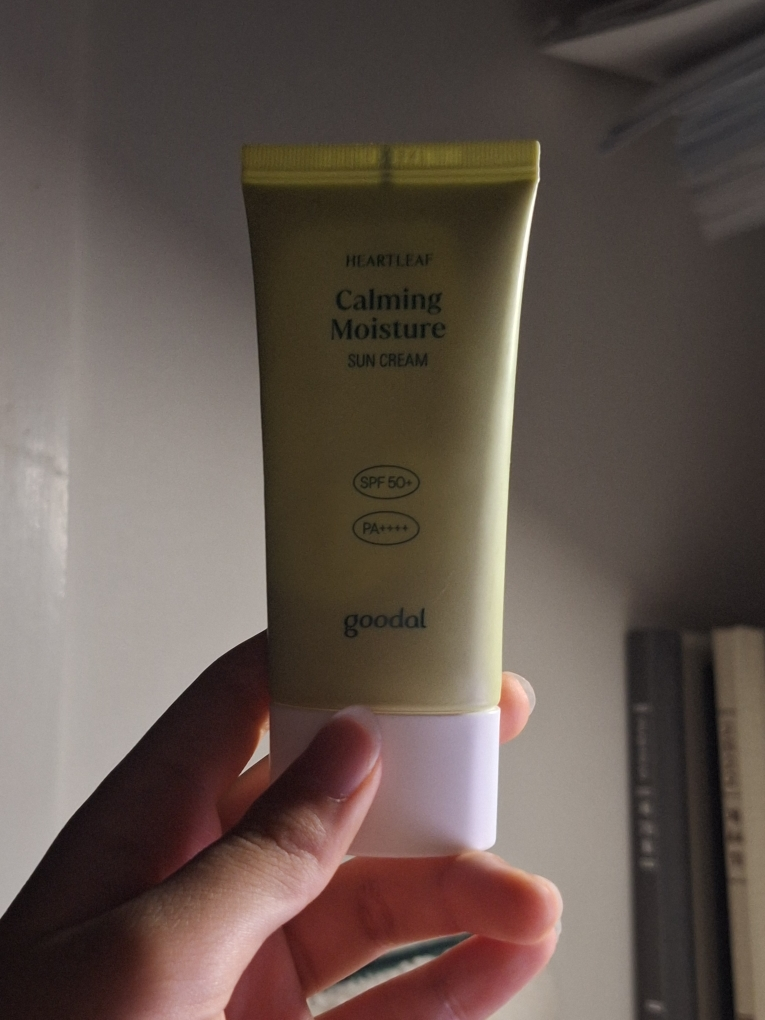 HEARTLEAF
Calming
Moisture
SUN CREAM
SPF 50+
PA++++
goodal